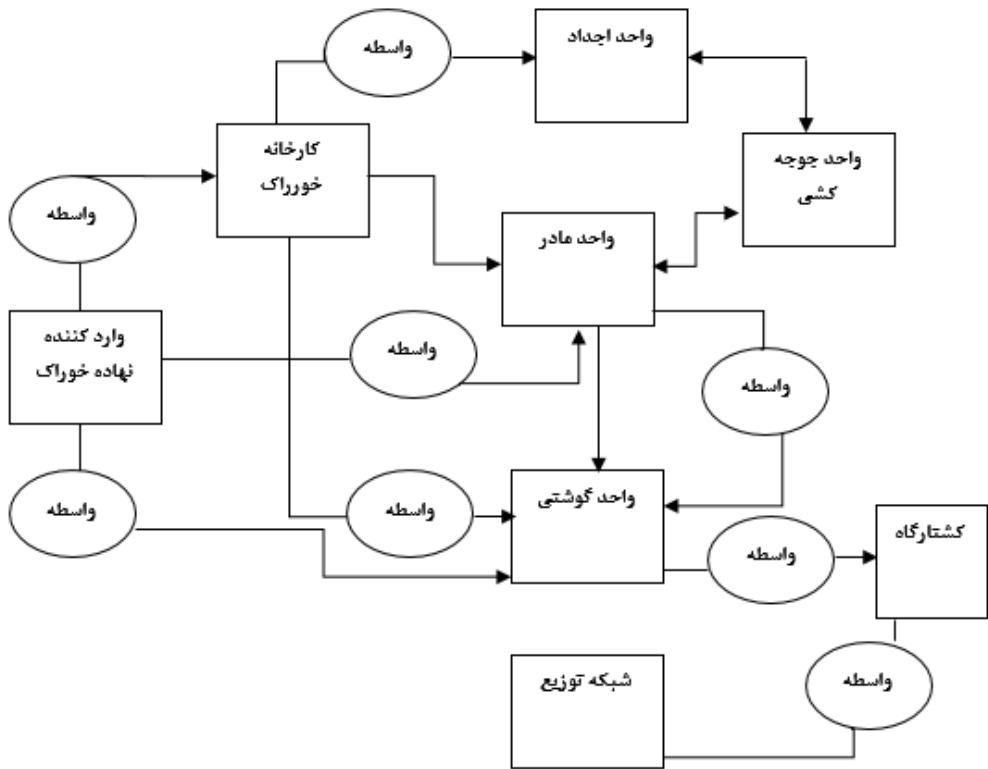 واسطه
واحد اجداد
کارخانه
خورراک
واحد جوجه
کشی
واسطه
واحد مادر
وارد کننده
نهاده خوراک
واسطه
واسطه
واسطه
واسطه
واحد گوشتی
واسطه
کشتارگاه
واسطه
شبکه توزیع